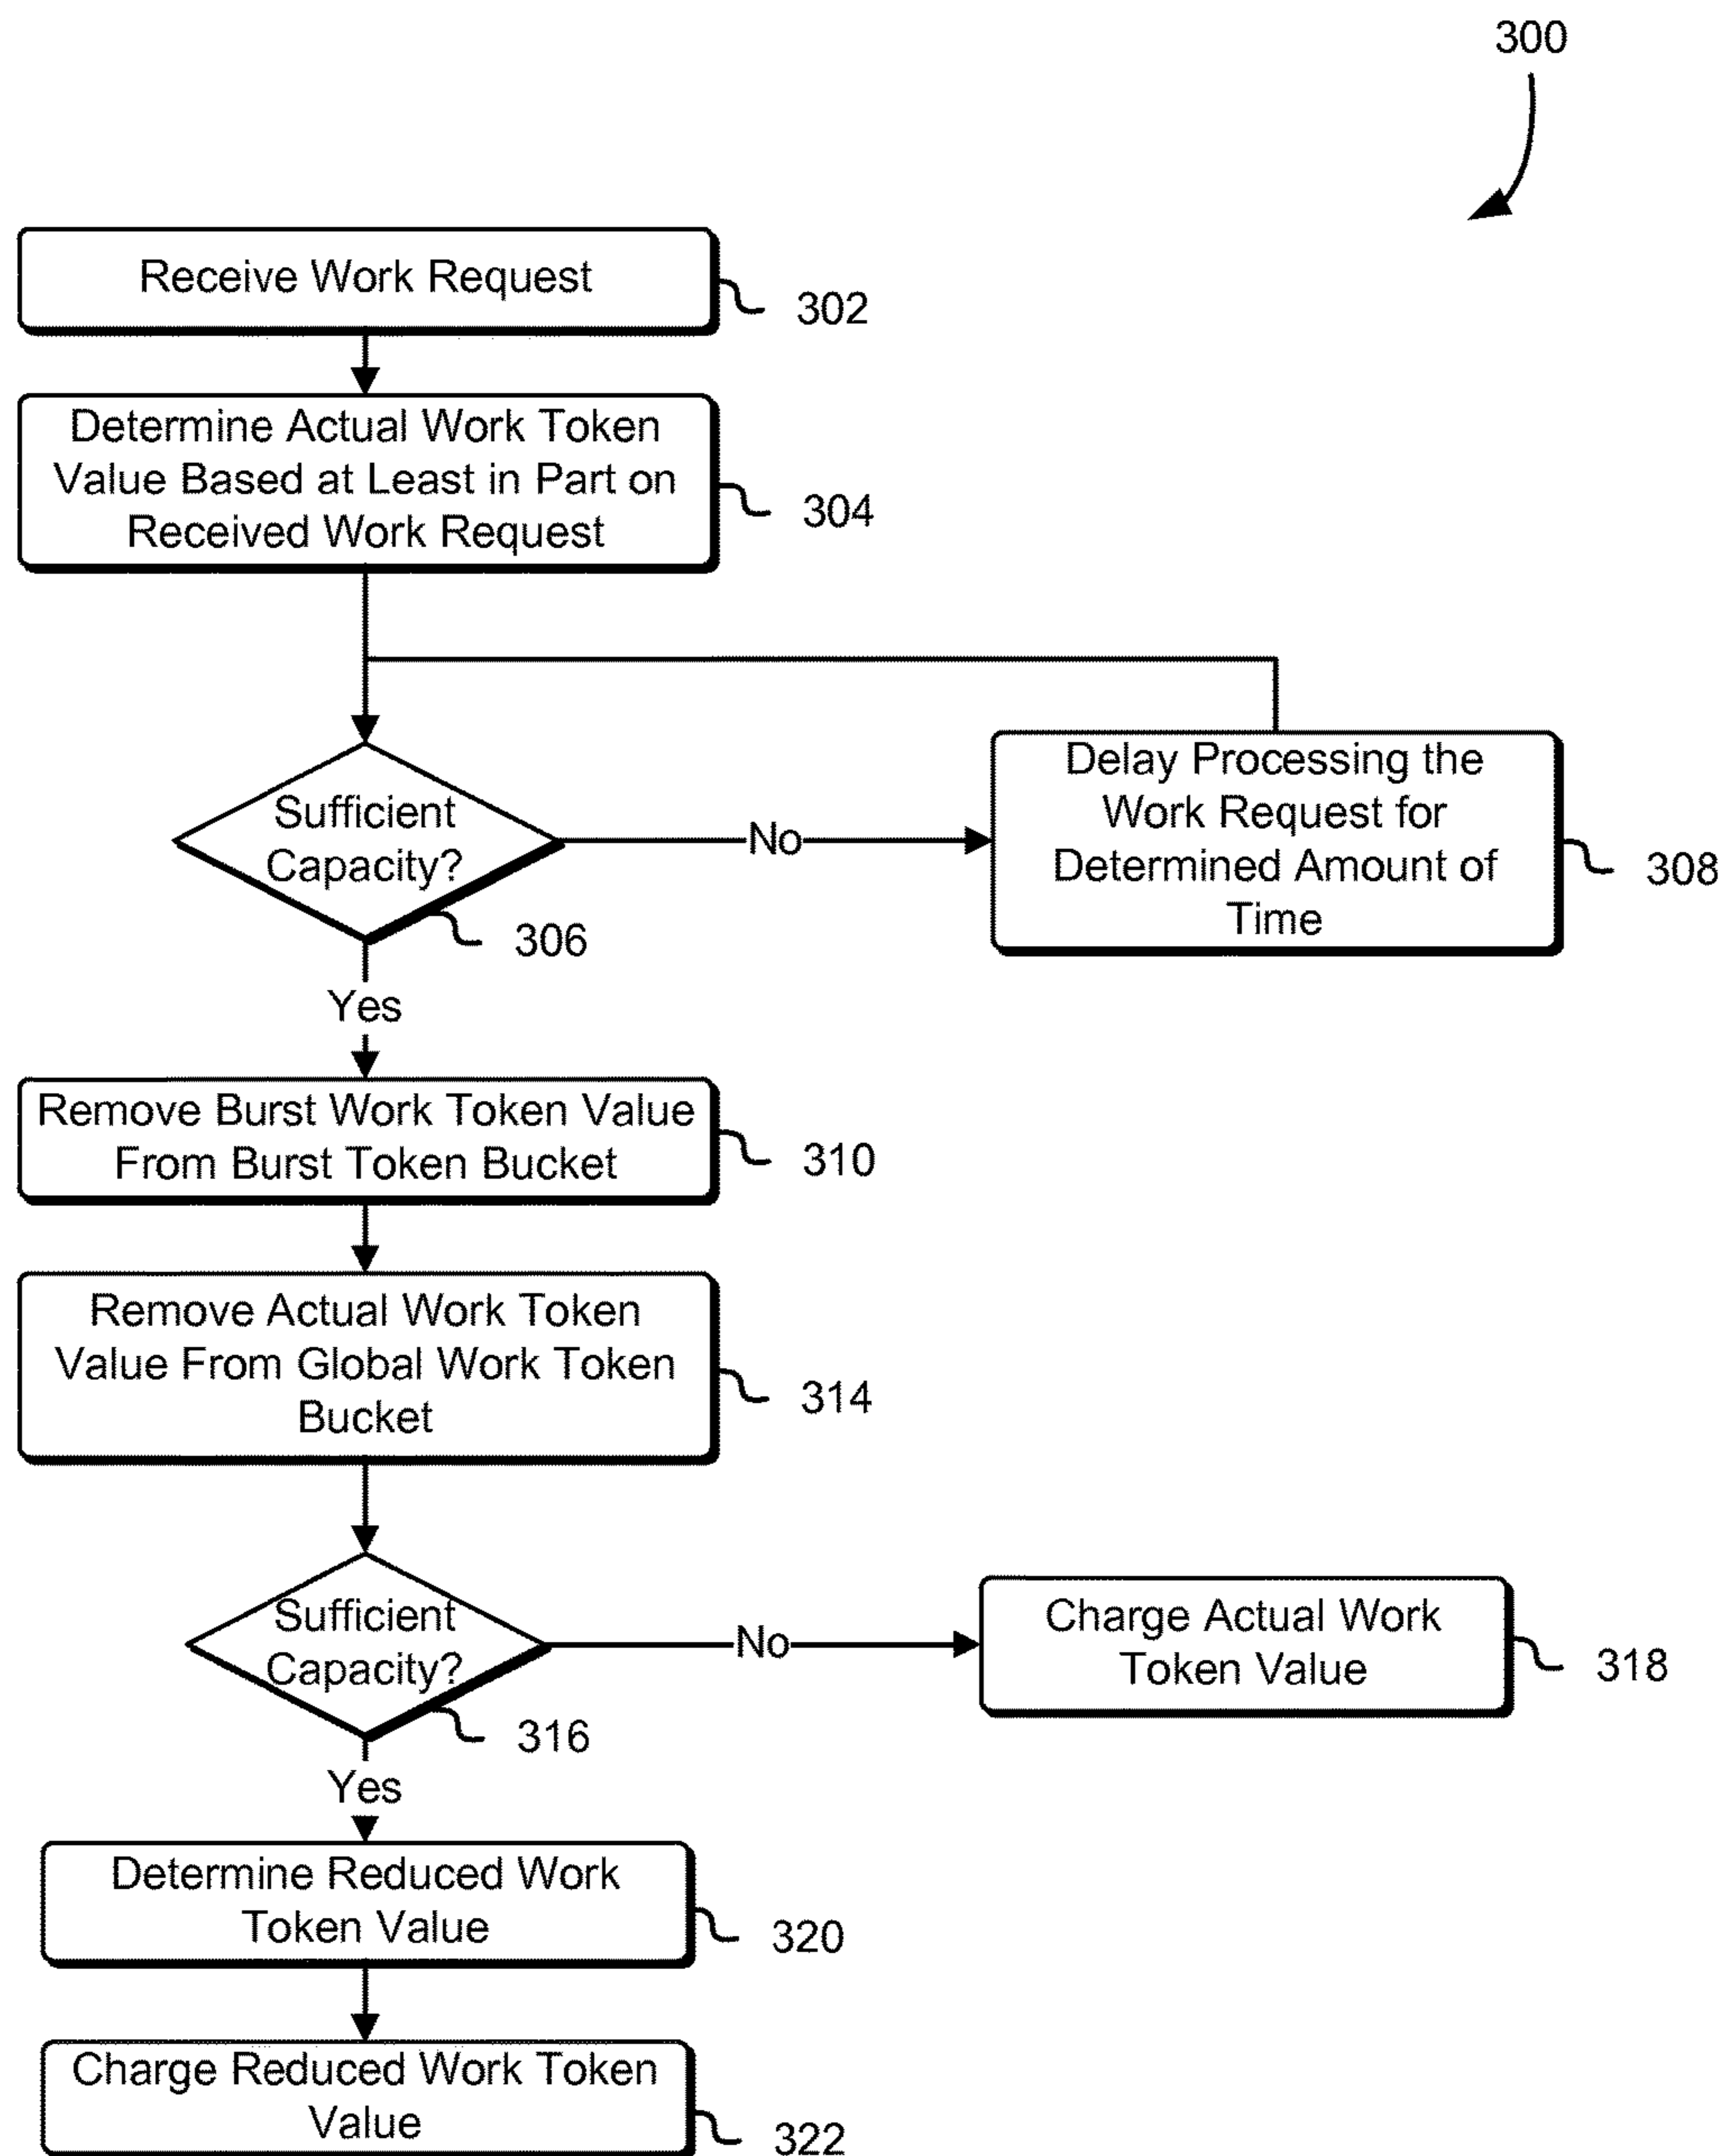 300
Receive Work Request
302
Determine Actual Work Token
Value Based at Least in Part on
Received Work Request
304
Sufficient
Capacity?
306
No
Delay Processing the
Work Request for
Determined Amount of
Time
308
Yes
Remove Burst Work Token Value
From Burst Token Bucket
310
Remove Actual Work Token
Value From Global Work Token
Bucket
314
Sufficient
Capacity?
316
No
Charge Actual Work
Token Value
318
Yes
Determine Reduced Work
Token Value
320
Charge Reduced Work Token
Value
322